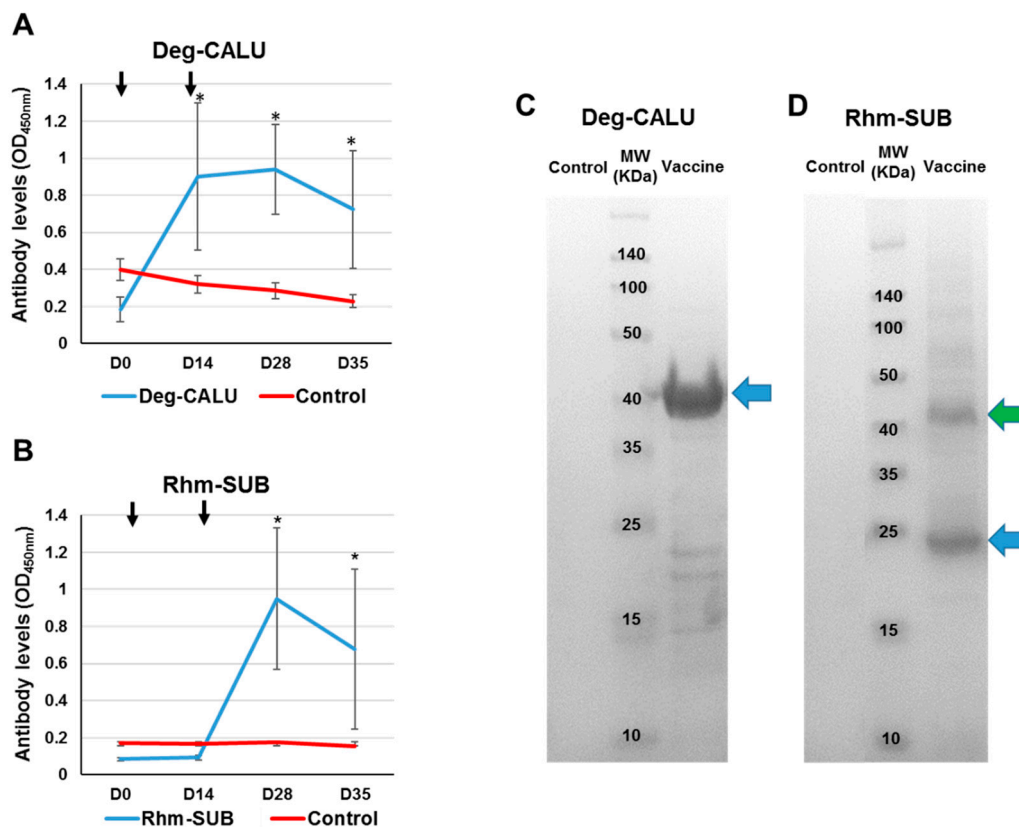 A
Deg-CALU
Antibody levels (OD450nm)
1.4
1.2
1
0.8
0.6
0.4
0.2
0
* * *
D0 D14 D28 D35
Deg-CALU Control
B
Rhm-SUB
Antibody levels (OD450nm)
1.4
1.2
1
0.8
0.6
0.4
0.2
0
* *
D0 D14 D28 D35
Rhm-SUB Control
C
Deg-CALU
Control MW (KDa) Vaccine
140
100
50
40
35
25
15
10
D
Rhm-SUB
Control MW (KDa) Vaccine
140
100
50
40
35
25
15
10